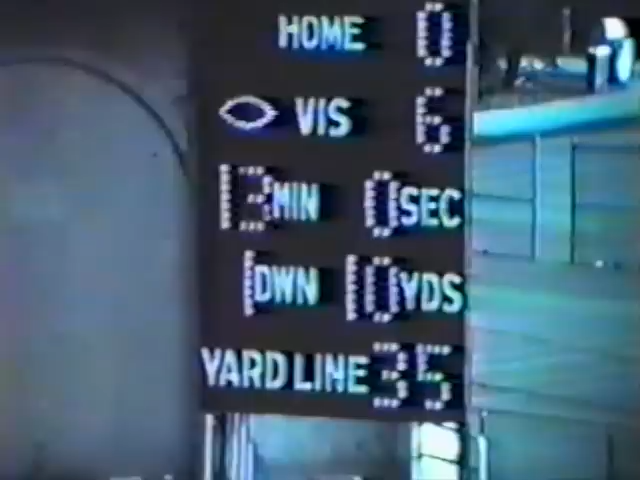 HOME 0
VIS 6
13 MIN 0 SEC
1 DWN 10 YDS
YARD LINE 35